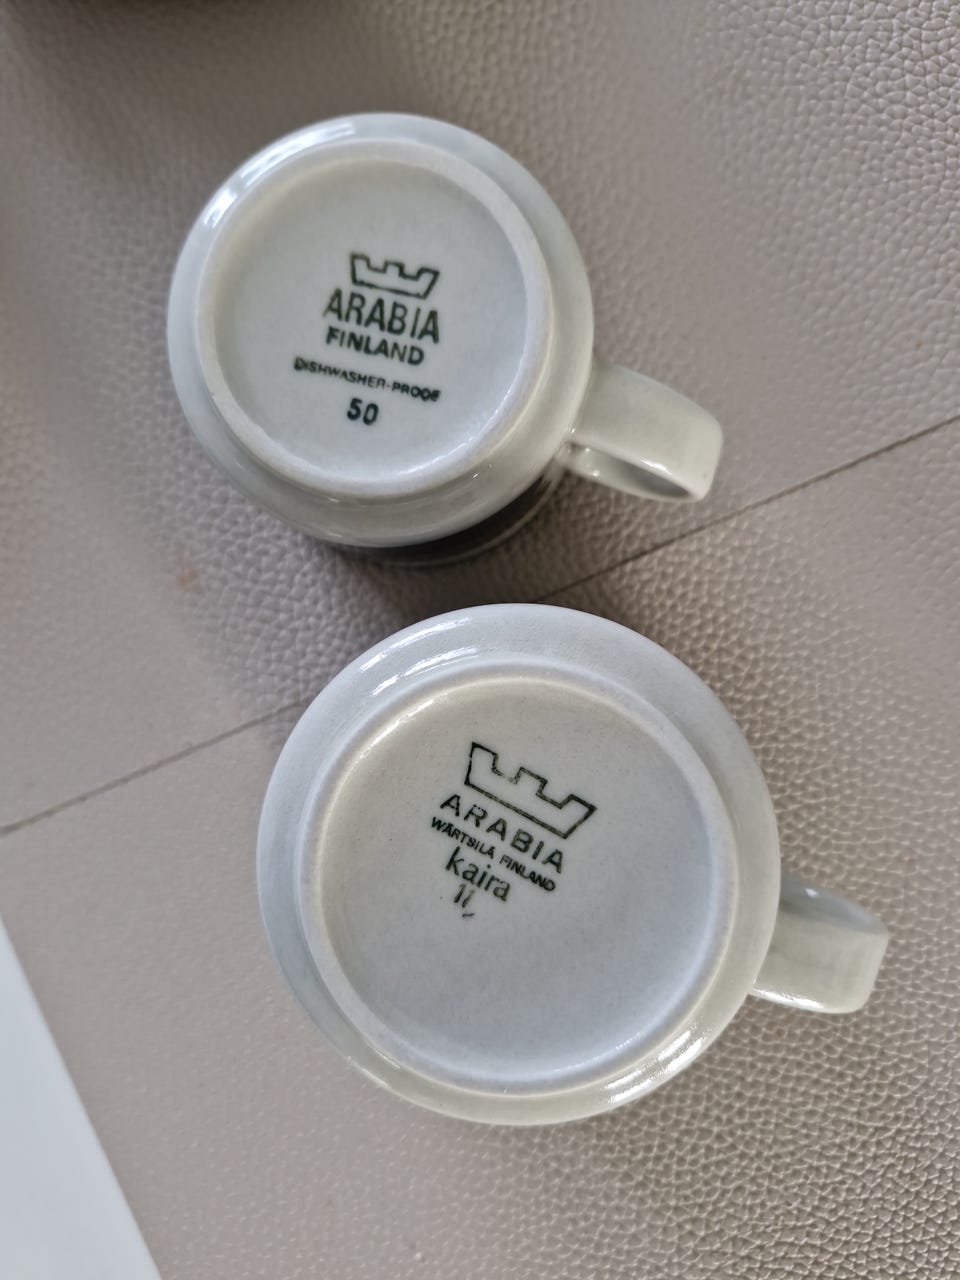 ARABIA
FINLAND
DISHWASHER-PROOF
50
ARABIA
WÄRTSILÄ FINLAND
kaira